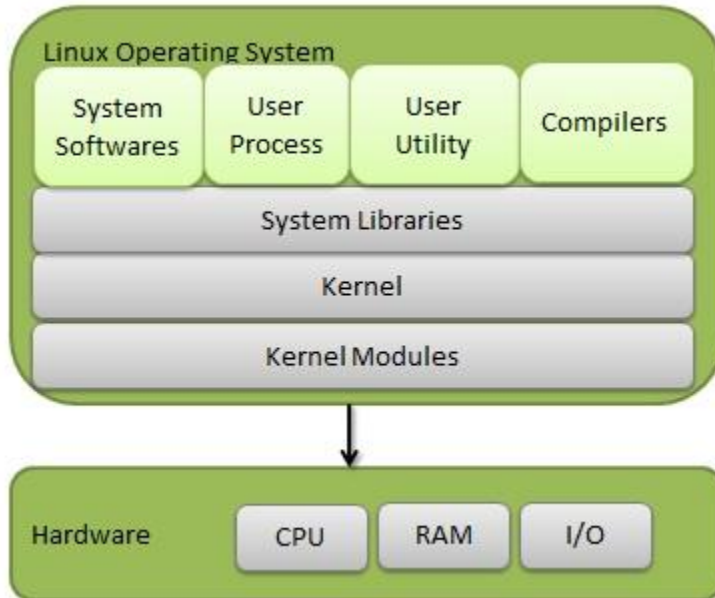 Linux Operating System
System
Softwares
User
Process
User
Utility
Compilers
System Libraries
Kernel
Kernel Modules
Hardware
CPU
RAM
I/O